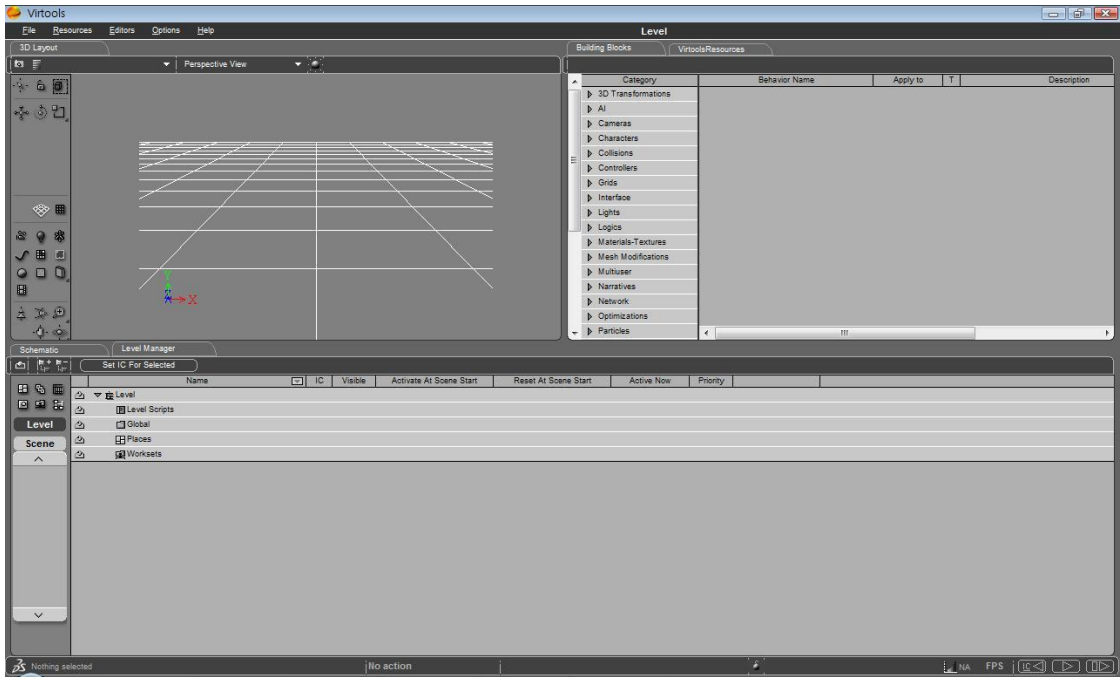 Virtools
File Resources Editors Options Help Level
3D Layout Building Blocks VirtoolsResources
Perspective View
Category Behavior Name Apply to T Description
3D Transformations
AI
Cameras
Characters
Collisions
Controllers
Grids
Interface
Lights
Logics
Materials-Textures
Mesh Modifications
Multiuser
Narratives
Network
Optimizations
Particles
Y
Z
X
Schematic Level Manager
Set IC For Selected
Name IC Visible Activate At Scene Start Reset At Scene Start Active Now Priority
Level
Level Scripts
Global
Places
Worksets
Level
Scene
Nothing selected No action NA FPS IC